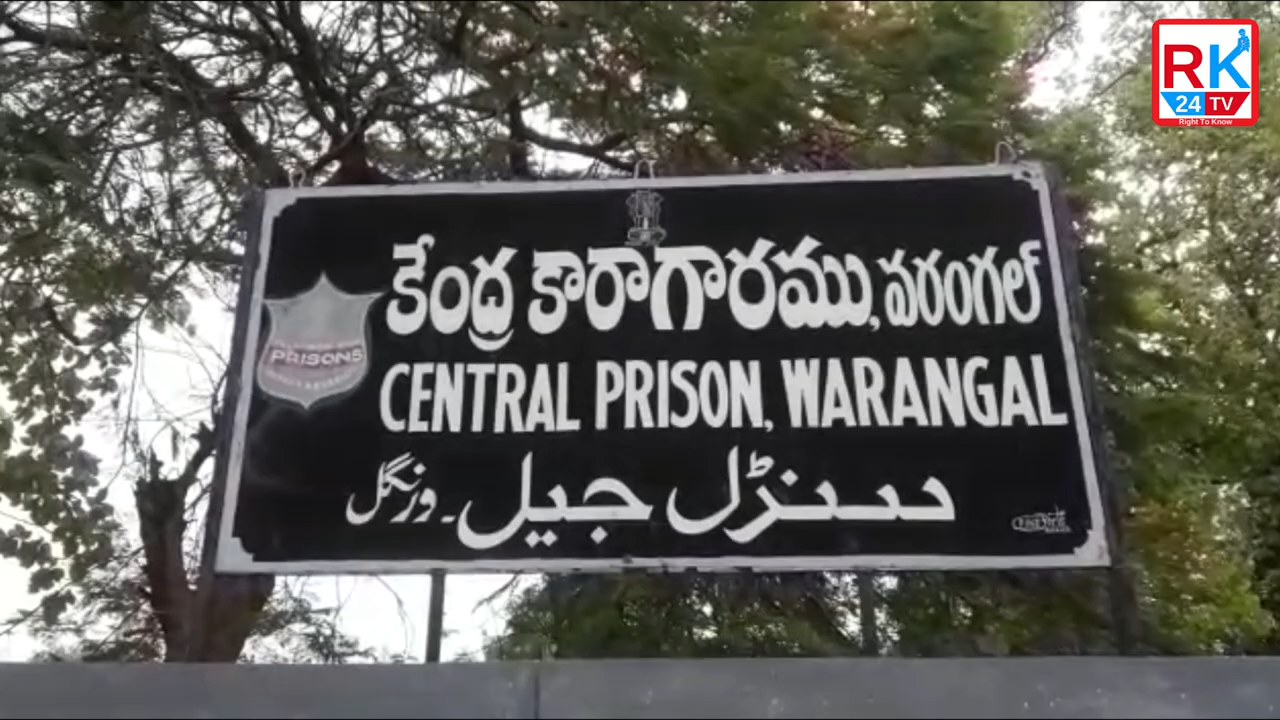 RK
24 TV
Right To Know
కేంద్ర కారాగారము, వరంగల్
PRISONS
CENTRAL PRISON, WARANGAL
سنٹرل جیل۔ ورنگل